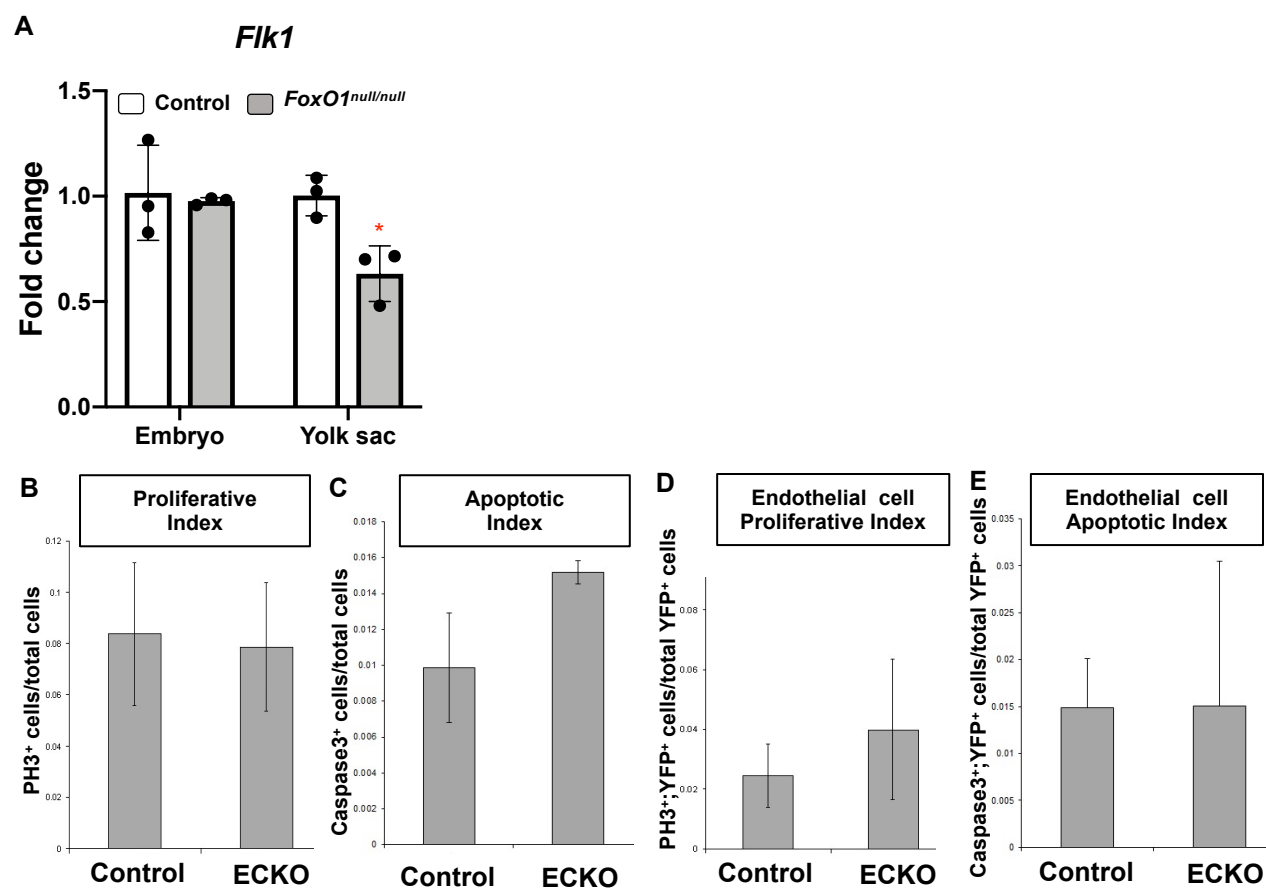 A
Flk1
Control
FoxO1null/null
Fold change
1.5
1.0
0.5
0.0
Embryo
Yolk sac
*
B
Proliferative
Index
PH3+ cells/total cells
0.12
0.1
0.08
0.06
0.04
0.02
0
Control
ECKO
C
Apoptotic
Index
Caspase3+ cells/total cells
0.018
0.016
0.014
0.012
0.01
0.008
0.006
0.004
0.002
0
Control
ECKO
D
Endothelial cell
Proliferative Index
PH3+;YFP+ cells/total YFP+ cells
0.08
0.06
0.04
0.02
0
Control
ECKO
E
Endothelial cell
Apoptotic Index
Caspase3+;YFP+ cells/total YFP+ cells
0.035
0.03
0.025
0.02
0.015
0.01
0.005
0
Control
ECKO